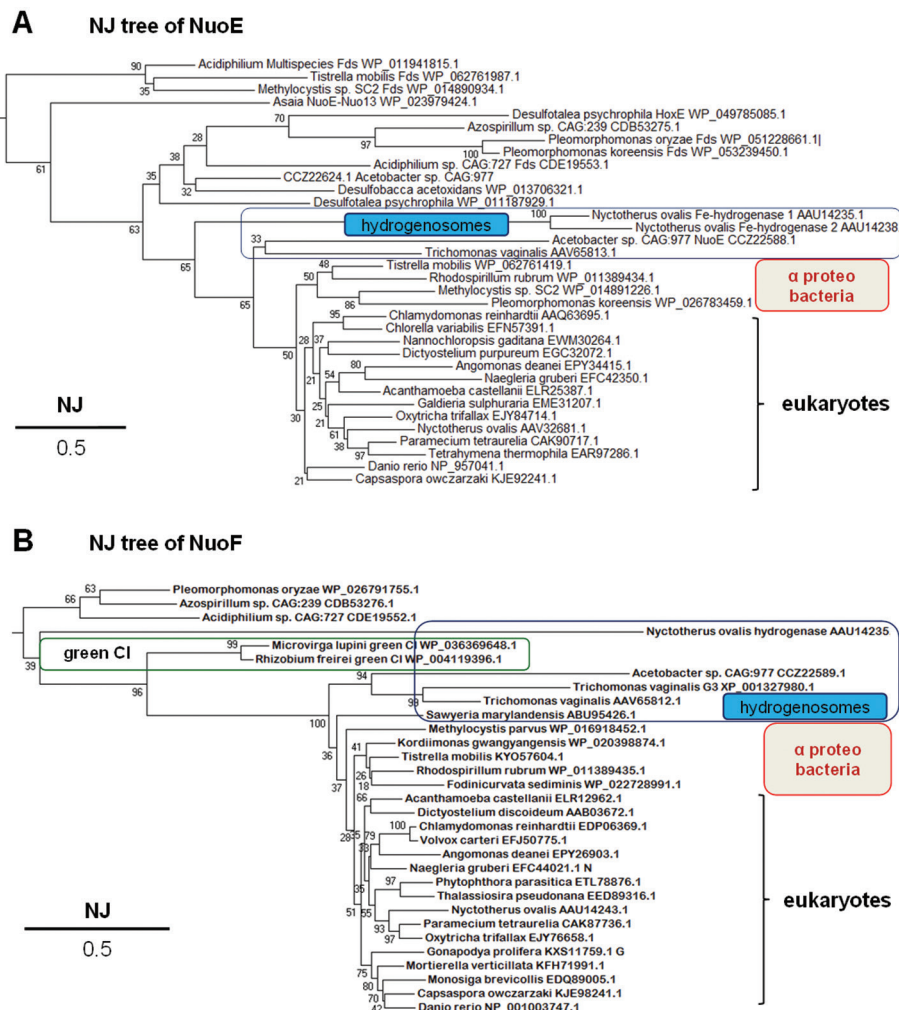 A NJ tree of NuoE
90
Acidiphilium Multispecies Fds WP_011941815.1
Tistrella mobilis Fds WP_062761987.1
35
Methylocystis sp. SC2 Fds WP_014890934.1
Asaia NuoE-Nuo13 WP_023979424.1
61
Desulfotalea psychrophila HoxE WP_049785085.1
70
Azospirillum sp. CAG:239 CDB53275.1
28
97
Pleomorphomonas oryzae Fds WP_051228661.1|
100
Pleomorphomonas koreensis Fds WP_053239450.1
38
Acidiphilium sp. CAG:727 Fds CDE19553.1
35
CCZ22624.1 Acetobacter sp. CAG:977
32
Desulfobacca acetoxidans WP_013706321.1
Desulfotalea psychrophila WP_011187929.1
63
hydrogenosomes
100
Nyctotherus ovalis Fe-hydrogenase 1 AAU14235.1
Nyctotherus ovalis Fe-hydrogenase 2 AAU14238
65
33
Acetobacter sp. CAG:977 NuoE CCZ22588.1
Trichomonas vaginalis AAV65813.1
65
48
Tistrella mobilis WP_062761419.1
50
Rhodospirillum rubrum WP_011389434.1
Methylocystis sp. SC2 WP_014891226.1
86
Pleomorphomonas koreensis WP_026783459.1
α proteo
bacteria
50
95
Chlamydomonas reinhardtii AAQ63695.1
Chlorella variabilis EFN57391.1
28
37
Nannochloropsis gaditana EWM30264.1
Dictyostelium purpureum EGC32072.1
21
80
Angomonas deanei EPY34415.1
54
Naegleria gruberi EFC42350.1
Acanthamoeba castellanii ELR25387.1
25
Galdieria sulphuraria EME31207.1
30
21
Oxytricha trifallax EJY84714.1
61
Nyctotherus ovalis AAV32681.1
38
Paramecium tetraurelia CAK90717.1
97
Tetrahymena thermophila EAR97286.1
Danio rerio NP_957041.1
21
Capsaspora owczarzaki KJE92241.1
eukaryotes
NJ
0.5
B NJ tree of NuoF
63
Pleomorphomonas oryzae WP_026791755.1
66
Azospirillum sp. CAG:239 CDB53276.1
Acidiphilium sp. CAG:727 CDE19552.1
Nyctotherus ovalis hydrogenase AAU14235
39
green CI
99
Microvirga lupini green CI WP_036369648.1
Rhizobium freirei green CI WP_004119396.1
96
94
Acetobacter sp. CAG:977 CCZ22589.1
Trichomonas vaginalis G3 XP_001327980.1
Trichomonas vaginalis AAV65812.1
hydrogenosomes
100
Sawyeria marylandensis ABU95426.1
36
Methylocystis parvus WP_016918452.1
41
Kordiimonas gwangyangensis WP_020398874.1
Tistrella mobilis KYO57604.1
26
Rhodospirillum rubrum WP_011389435.1
37
18
Fodinicurvata sediminis WP_022728991.1
α proteo
bacteria
66
Acanthamoeba castellanii ELR12962.1
Dictyostelium discoideum AAB03672.1
28
35
79
100
Chlamydomonas reinhardtii EDP06369.1
Volvox carteri EFJ50775.1
33
Angomonas deanei EPY26903.1
Naegleria gruberi EFC44021.1 N
35
97
Phytophthora parasitica ETL78876.1
Thalassiosira pseudonana EED89316.1
51
55
Nyctotherus ovalis AAU14243.1
93
Paramecium tetraurelia CAK87736.1
97
Oxytricha trifallax EJY76658.1
Gonapodya prolifera KXS11759.1 G
75
Mortierella verticillata KFH71991.1
80
Monosiga brevicollis EDQ89005.1
70
Capsaspora owczarzaki KJE98241.1
42
Danio rerio NP_001003747.1
eukaryotes
NJ
0.5